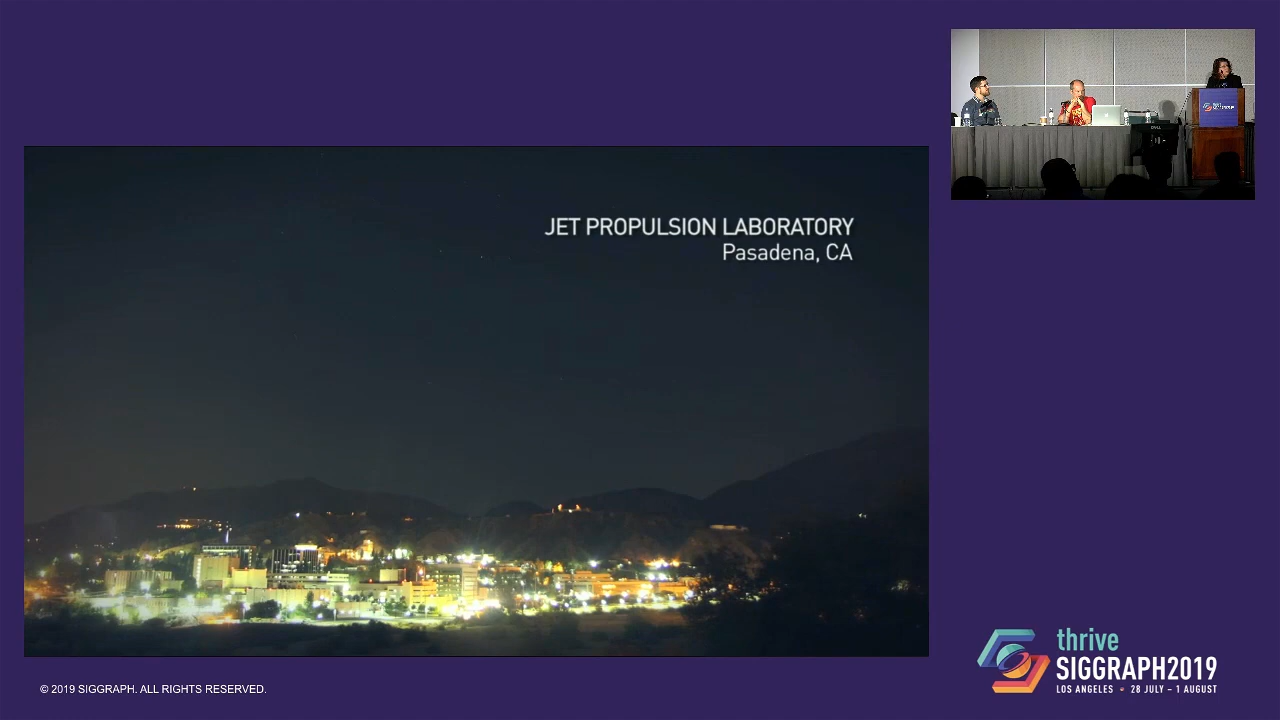 JET PROPULSION LABORATORY
Pasadena, CA
© 2019 SIGGRAPH. ALL RIGHTS RESERVED.
thrive
SIGGRAPH2019
LOS ANGELES • 28 JULY – 1 AUGUST